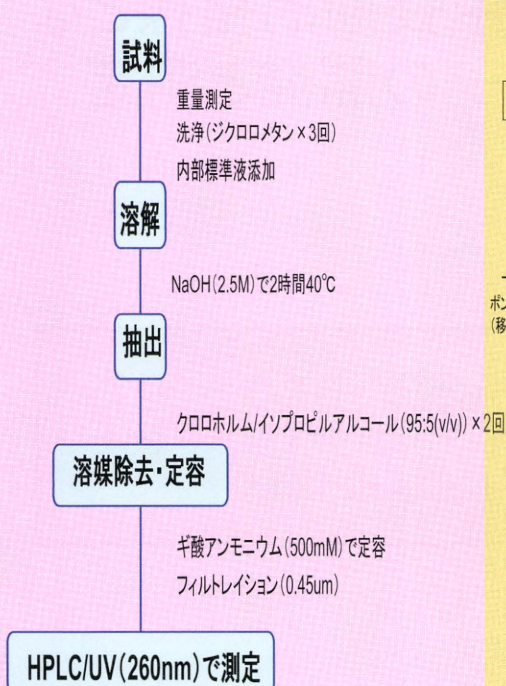 試料
重量測定
洗浄(ジクロロメタン×3回)
内部標準液添加
溶解
NaOH(2.5M)で2時間40℃
抽出
クロロホルム/イソプロピルアルコール(95:5(v/v))×2回
溶媒除去・定容
ギ酸アンモニウム(500mM)で定容
フィルトレイション(0.45um)
HPLC/UV(260nm)で測定